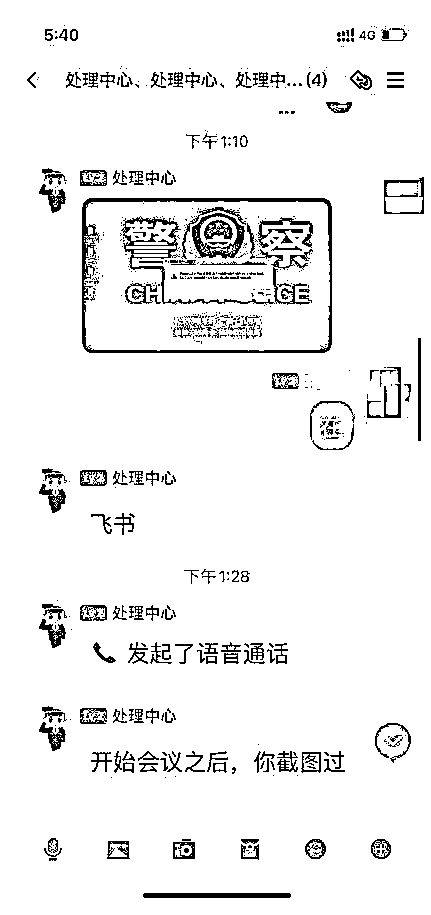 5:40
4G
处理中心、处理中心、处理中...(4)
下午1:10
处理中心
警 察
处理中心
飞书
下午1:28
处理中心
发起了语音通话
处理中心
开始会议之后，你截图过